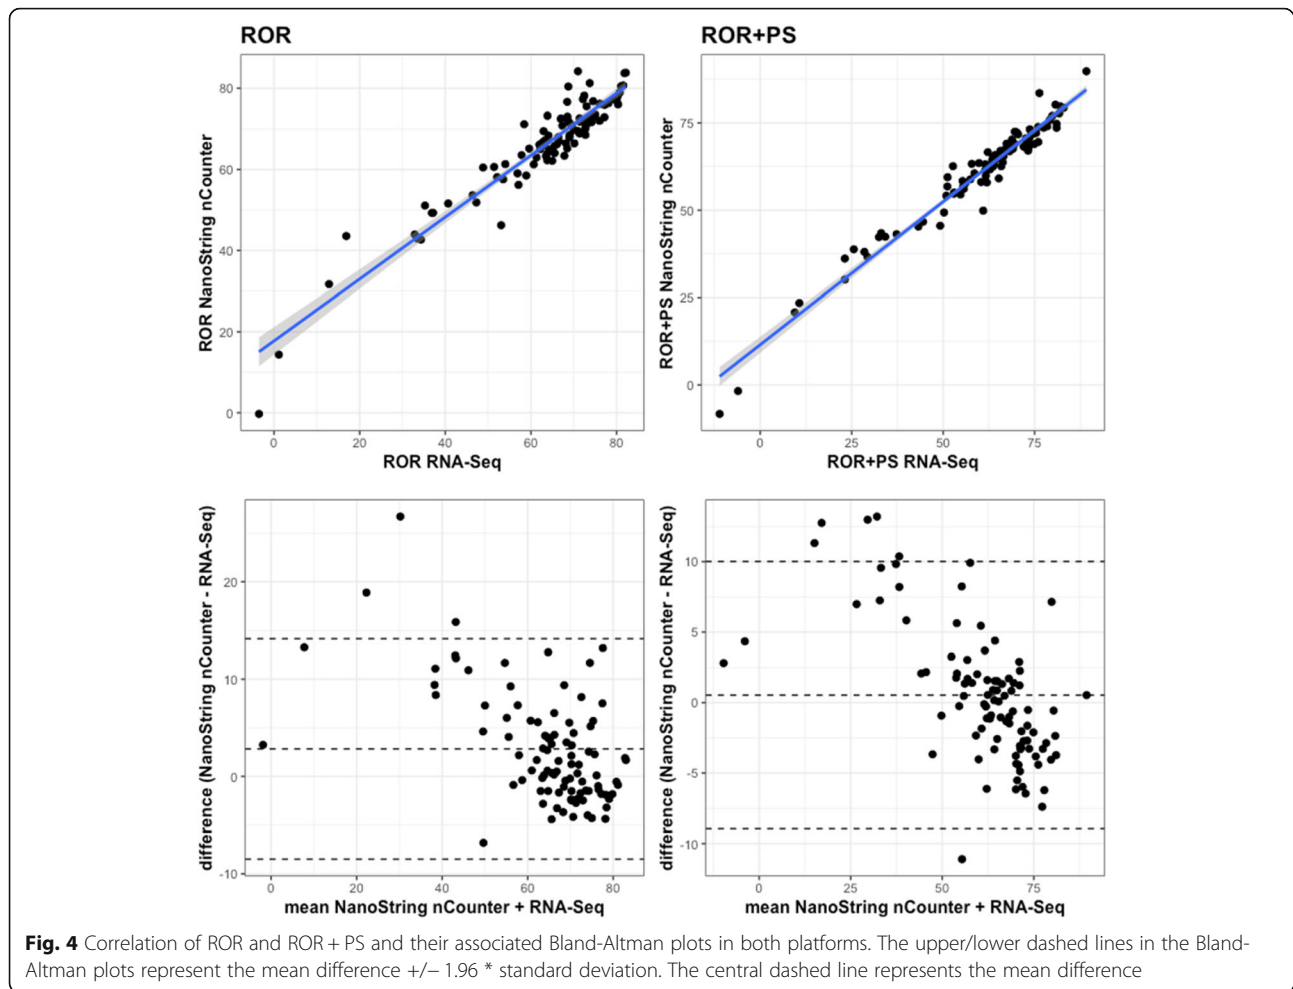 ROR
ROR NanoString nCounter
80
60
40
20
0
0 20 40 60 80
ROR RNA-Seq
ROR+PS
ROR+PS NanoString nCounter
75
50
25
0
0 25 50 75
ROR+PS RNA-Seq
difference (NanoString nCounter - RNA-Seq)
20
10
0
-10
0 20 40 60 80
mean NanoString nCounter + RNA-Seq
difference (NanoString nCounter - RNA-Seq)
10
5
0
-5
-10
0 25 50 75
mean NanoString nCounter + RNA-Seq
Fig. 4 Correlation of ROR and ROR + PS and their associated Bland-Altman plots in both platforms. The upper/lower dashed lines in the Bland-
Altman plots represent the mean difference +/− 1.96 * standard deviation. The central dashed line represents the mean difference